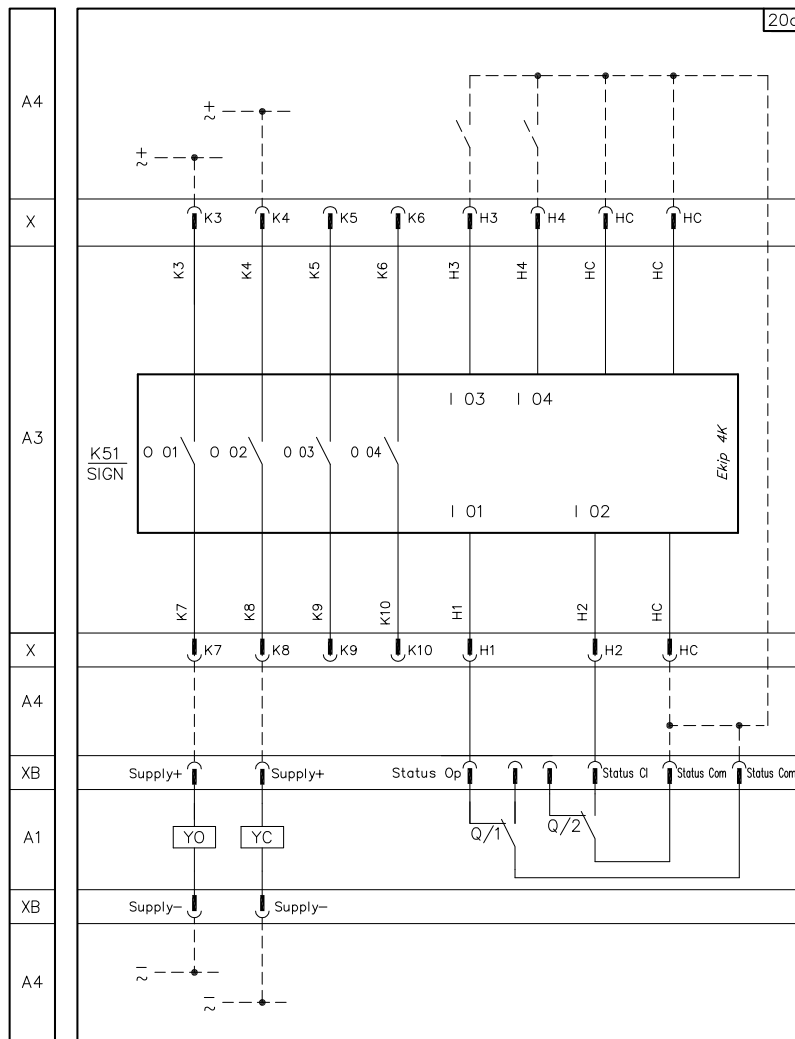 20
A4
+
~
+
~
X
K3 K4 K5 K6 H3 H4 HC HC
K3 K4 K5 K6 H3 H4 HC HC
A3
I 03 I 04
K51
SIGN
O 01 O 02 O 03 O 04
Ekip 4K
I 01 I 02
K7 K8 K9 K10 H1 H2 HC
X
K7 K8 K9 K10 H1 H2 HC
A4
XB
Supply+ Supply+ Status Op Status Cl Status Com Status Com
A1
YO YC Q/1 Q/2
XB
Supply- Supply-
A4
-
~
-
~